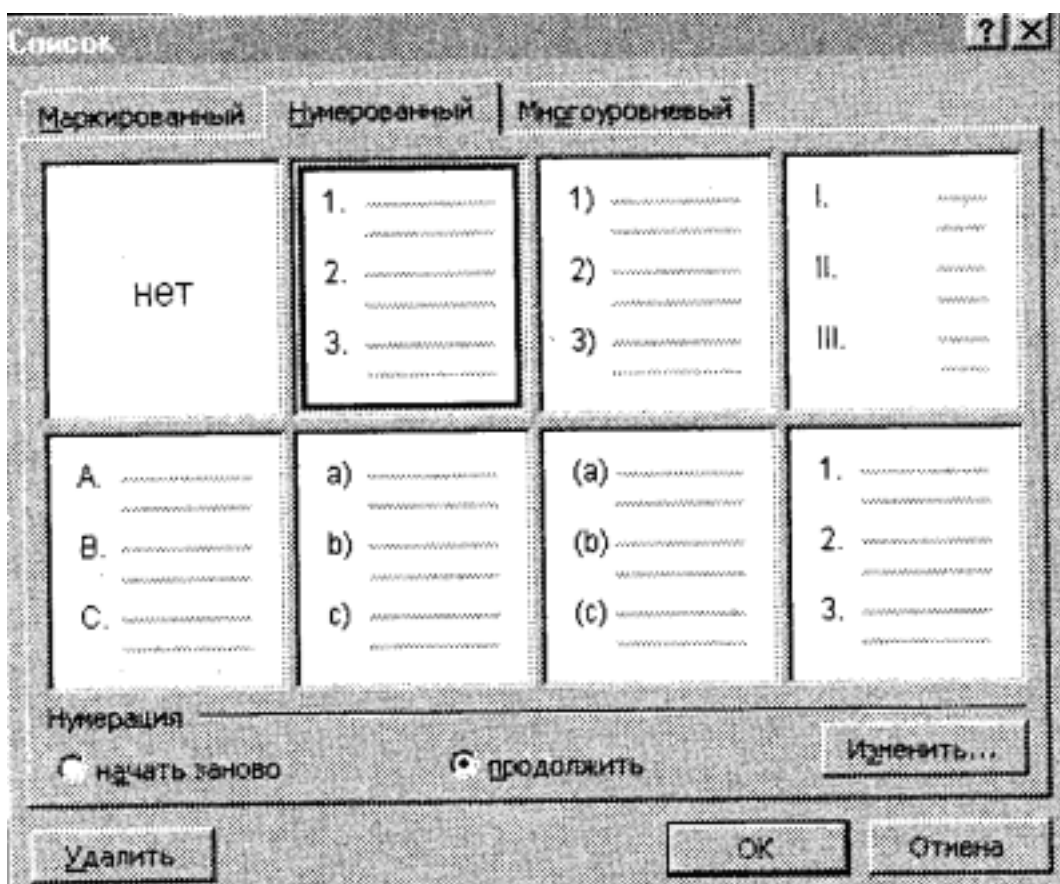 Список ? ×
Маркированный Нумерованный Многоуровневый
нет
1.
2.
3.
1)
2)
3)
I.
II.
III.
A.
B.
C.
a)
b)
c)
(a)
(b)
(c)
1.
2.
3.
Нумерация
начать заново продолжить Изменить...
Удалить ОК Отмена